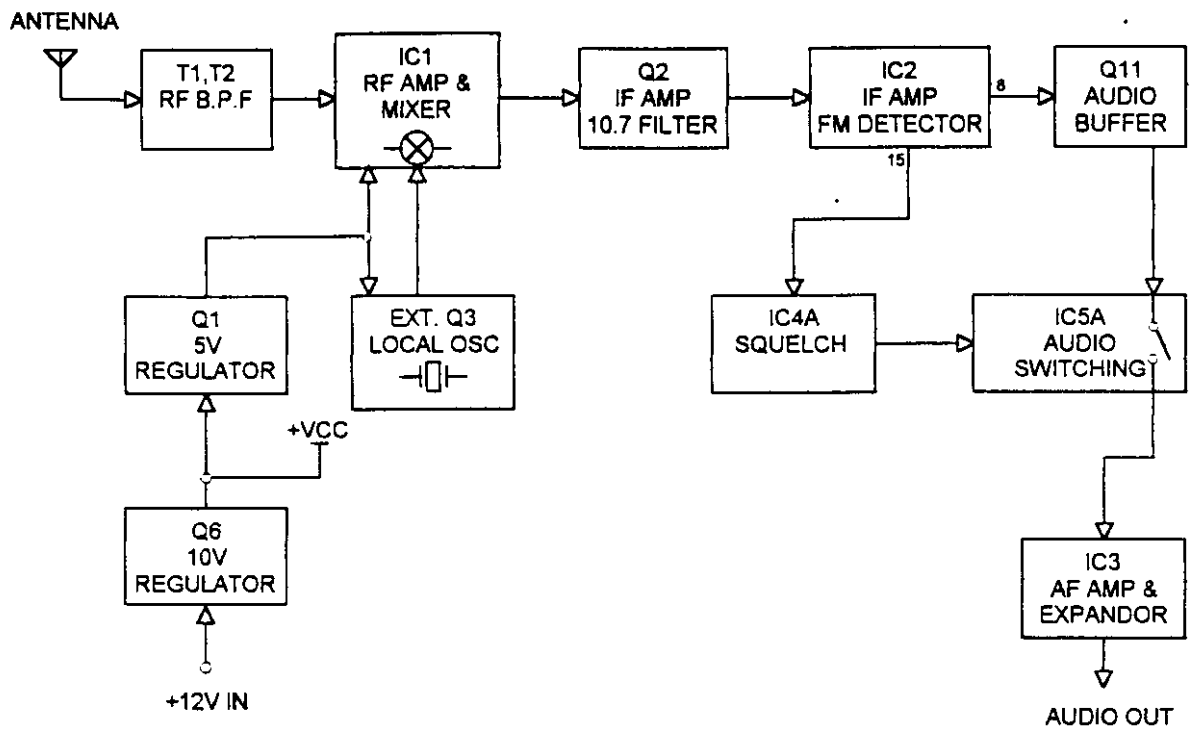 ANTENNA
T1,T2
RF B.P.F
IC1
RF AMP &
MIXER
Q2
IF AMP
10.7 FILTER
IC2
IF AMP
FM DETECTOR
8
15
Q11
AUDIO
BUFFER
Q1
5V
REGULATOR
EXT. Q3
LOCAL OSC
IC4A
SQUELCH
IC5A
AUDIO
SWITCHING
+VCC
Q6
10V
REGULATOR
IC3
AF AMP &
EXPANDOR
+12V IN
AUDIO OUT